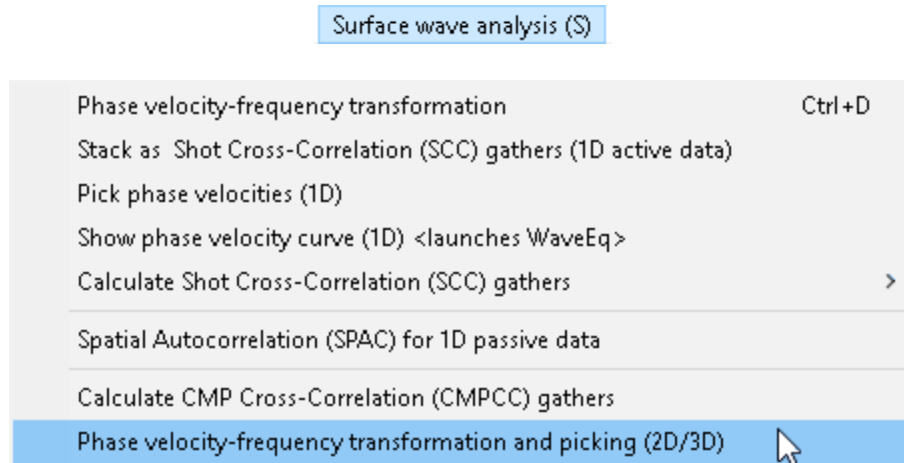 Surface wave analysis (S)
Phase velocity-frequency transformation Ctrl+D
Stack as  Shot Cross-Correlation (SCC) gathers (1D active data)
Pick phase velocities (1D)
Show phase velocity curve (1D) <launches WaveEq>
Calculate Shot Cross-Correlation (SCC) gathers >
Spatial Autocorrelation (SPAC) for 1D passive data
Calculate CMP Cross-Correlation (CMPCC) gathers
Phase velocity-frequency transformation and picking (2D/3D)